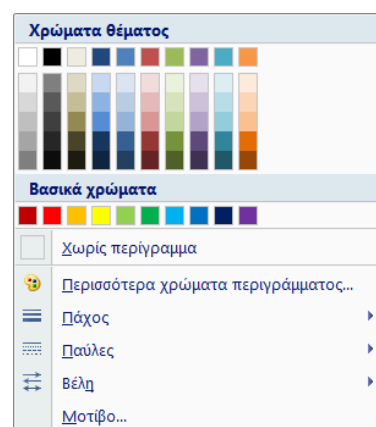 Χρώματα θέματος
Βασικά χρώματα
Χωρίς περίγραμμα
Περισσότερα χρώματα περιγράμματος...
Πάχος
Παύλες
Βέλη
Μοτίβο...